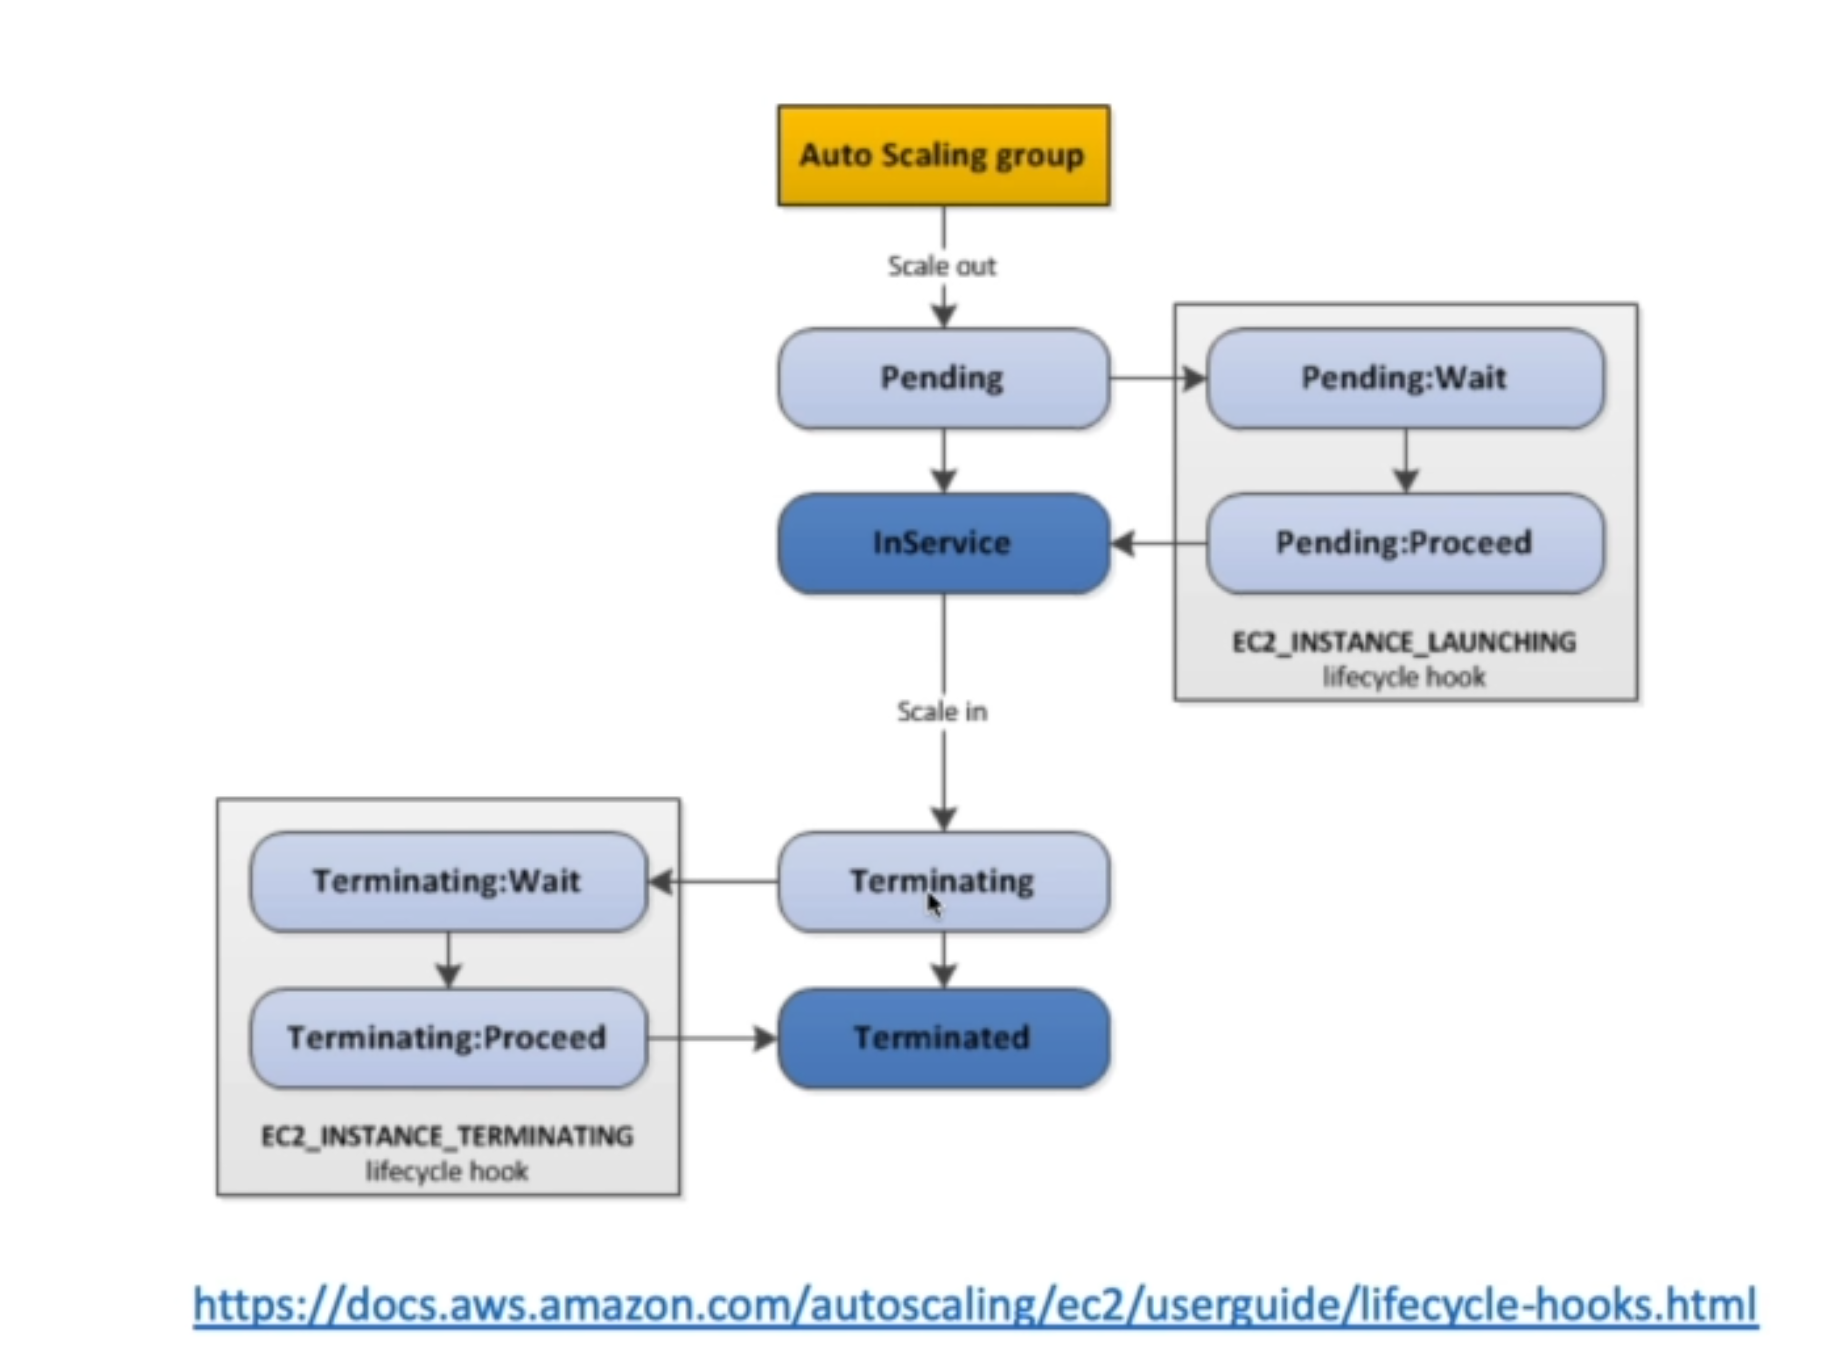 Auto Scaling group
Scale out
Pending
Pending:Wait
InService
Pending:Proceed
EC2_INSTANCE_LAUNCHING
lifecycle hook
Scale in
Terminating:Wait
Terminating
Terminating:Proceed
Terminated
EC2_INSTANCE_TERMINATING
lifecycle hook
https://docs.aws.amazon.com/autoscaling/ec2/userguide/lifecycle-hooks.html